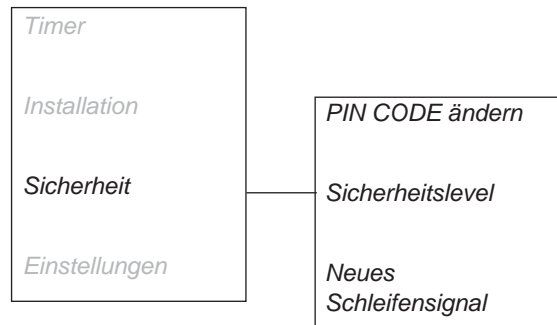 Timer
Installation
Sicherheit
Einstellungen
PIN CODE ändern
Sicherheitslevel
Neues
Schleifensignal